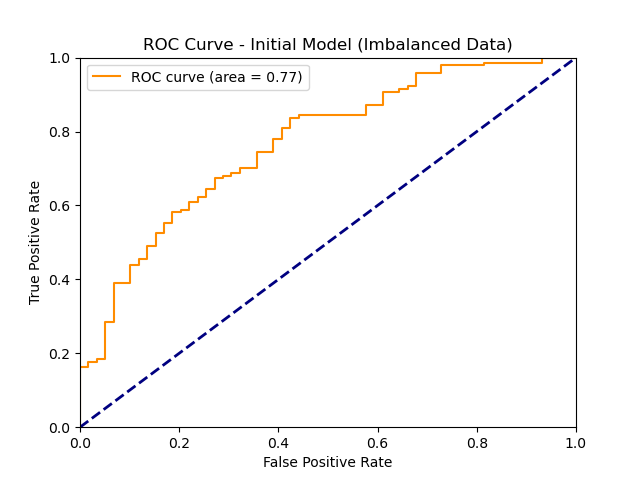 ROC Curve - Initial Model (Imbalanced Data)
ROC curve (area = 0.77)
True Positive Rate
1.0
0.8
0.6
0.4
0.2
0.0
0.0 0.2 0.4 0.6 0.8 1.0
False Positive Rate